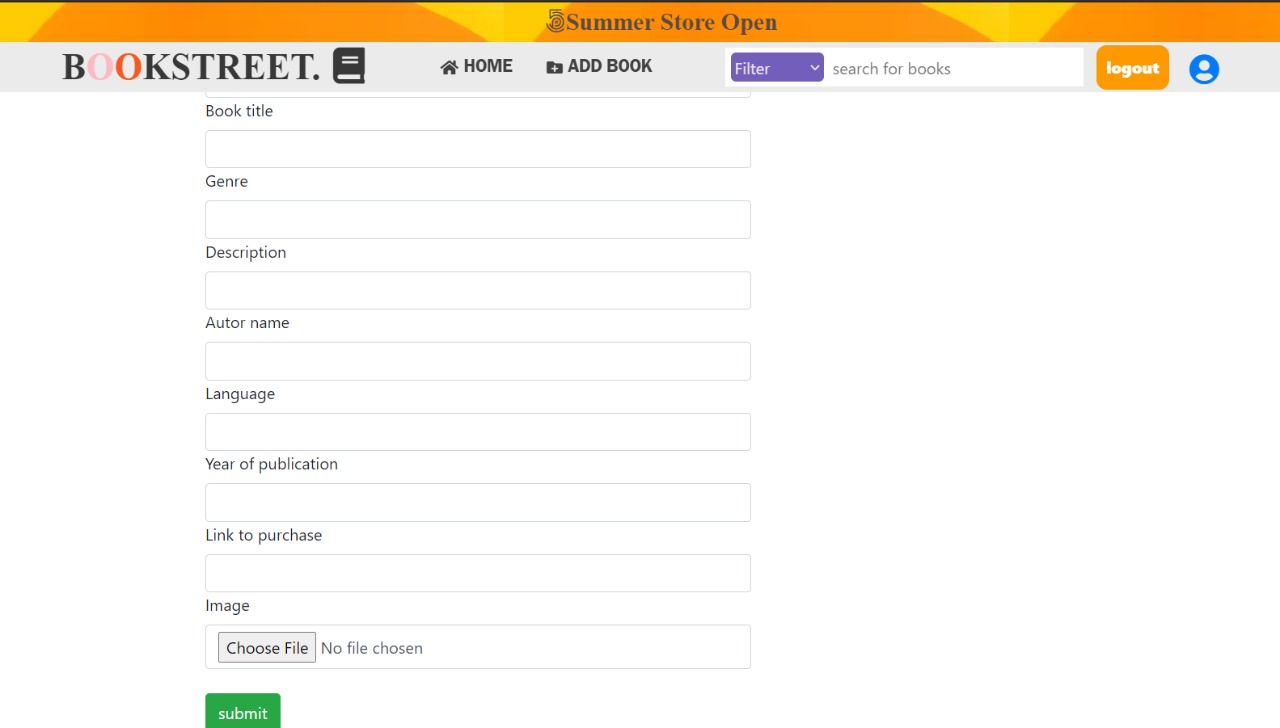 Summer Store Open
BOOKSTREET.
HOME
ADD BOOK
Filter
search for books
logout
Book title
Genre
Description
Autor name
Language
Year of publication
Link to purchase
Image
Choose File No file chosen
submit